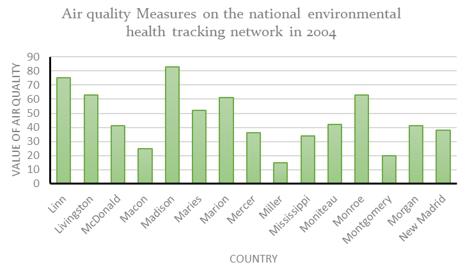 Air quality Measures on the national environmental
health tracking network in 2004
VALUE OF AIR QUALITY
90
80
70
60
50
40
30
20
10
0
Linn
Livingston
McDonald
Macon
Madison
Maries
Marion
Mercer
Miller
Mississippi
Moniteau
Monroe
Montgomery
Morgan
New Madrid
COUNTRY